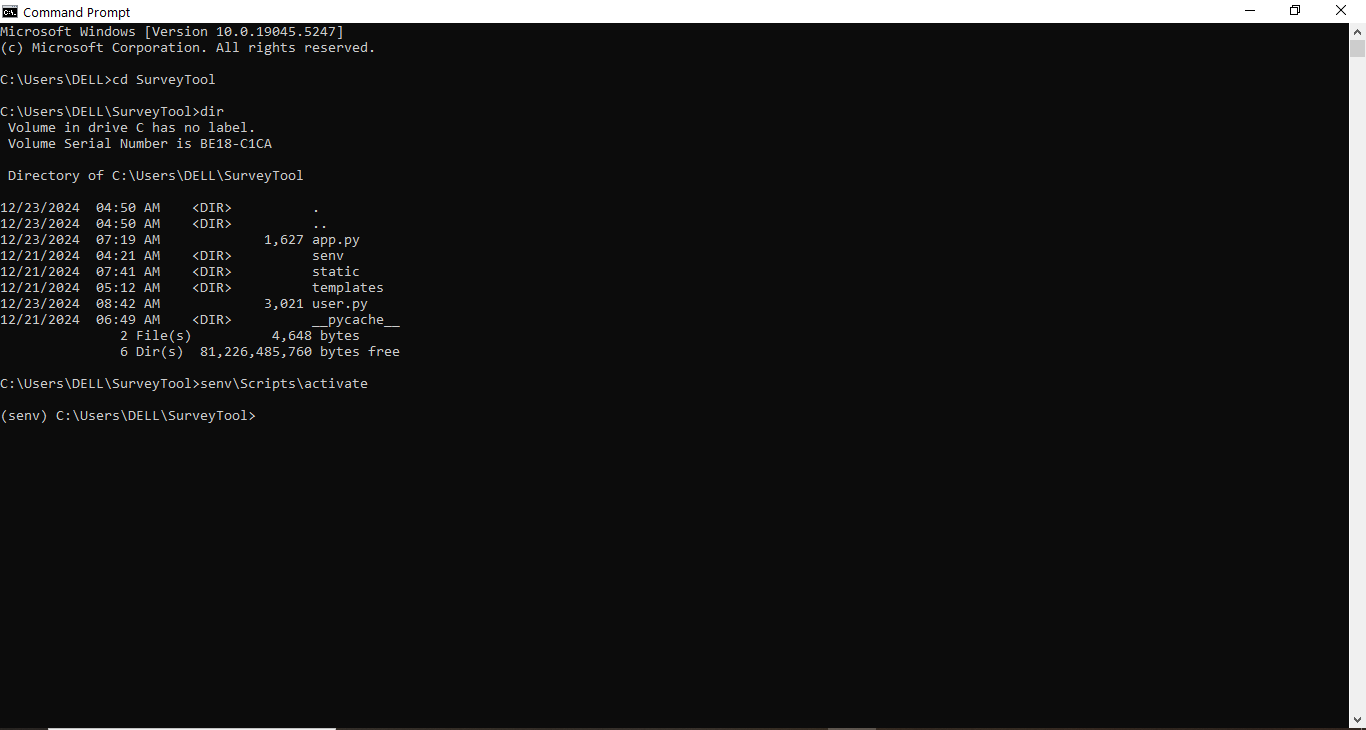 Command Prompt
Microsoft Windows [Version 10.0.19045.5247]
(c) Microsoft Corporation. All rights reserved.
C:\Users\DELL>cd SurveyTool
C:\Users\DELL\SurveyTool>dir
 Volume in drive C has no label.
 Volume Serial Number is BE18-C1CA
 Directory of C:\Users\DELL\SurveyTool
12/23/2024  04:50 AM    <DIR>          .
12/23/2024  04:50 AM    <DIR>          ..
12/23/2024  07:19 AM             1,627 app.py
12/21/2024  04:21 AM    <DIR>          senv
12/21/2024  07:41 AM    <DIR>          static
12/21/2024  05:12 AM    <DIR>          templates
12/23/2024  08:42 AM             3,021 user.py
12/21/2024  06:49 AM    <DIR>          __pycache__
               2 File(s)          4,648 bytes
               6 Dir(s)  81,226,485,760 bytes free
C:\Users\DELL\SurveyTool>senv\Scripts\activate
(senv) C:\Users\DELL\SurveyTool>